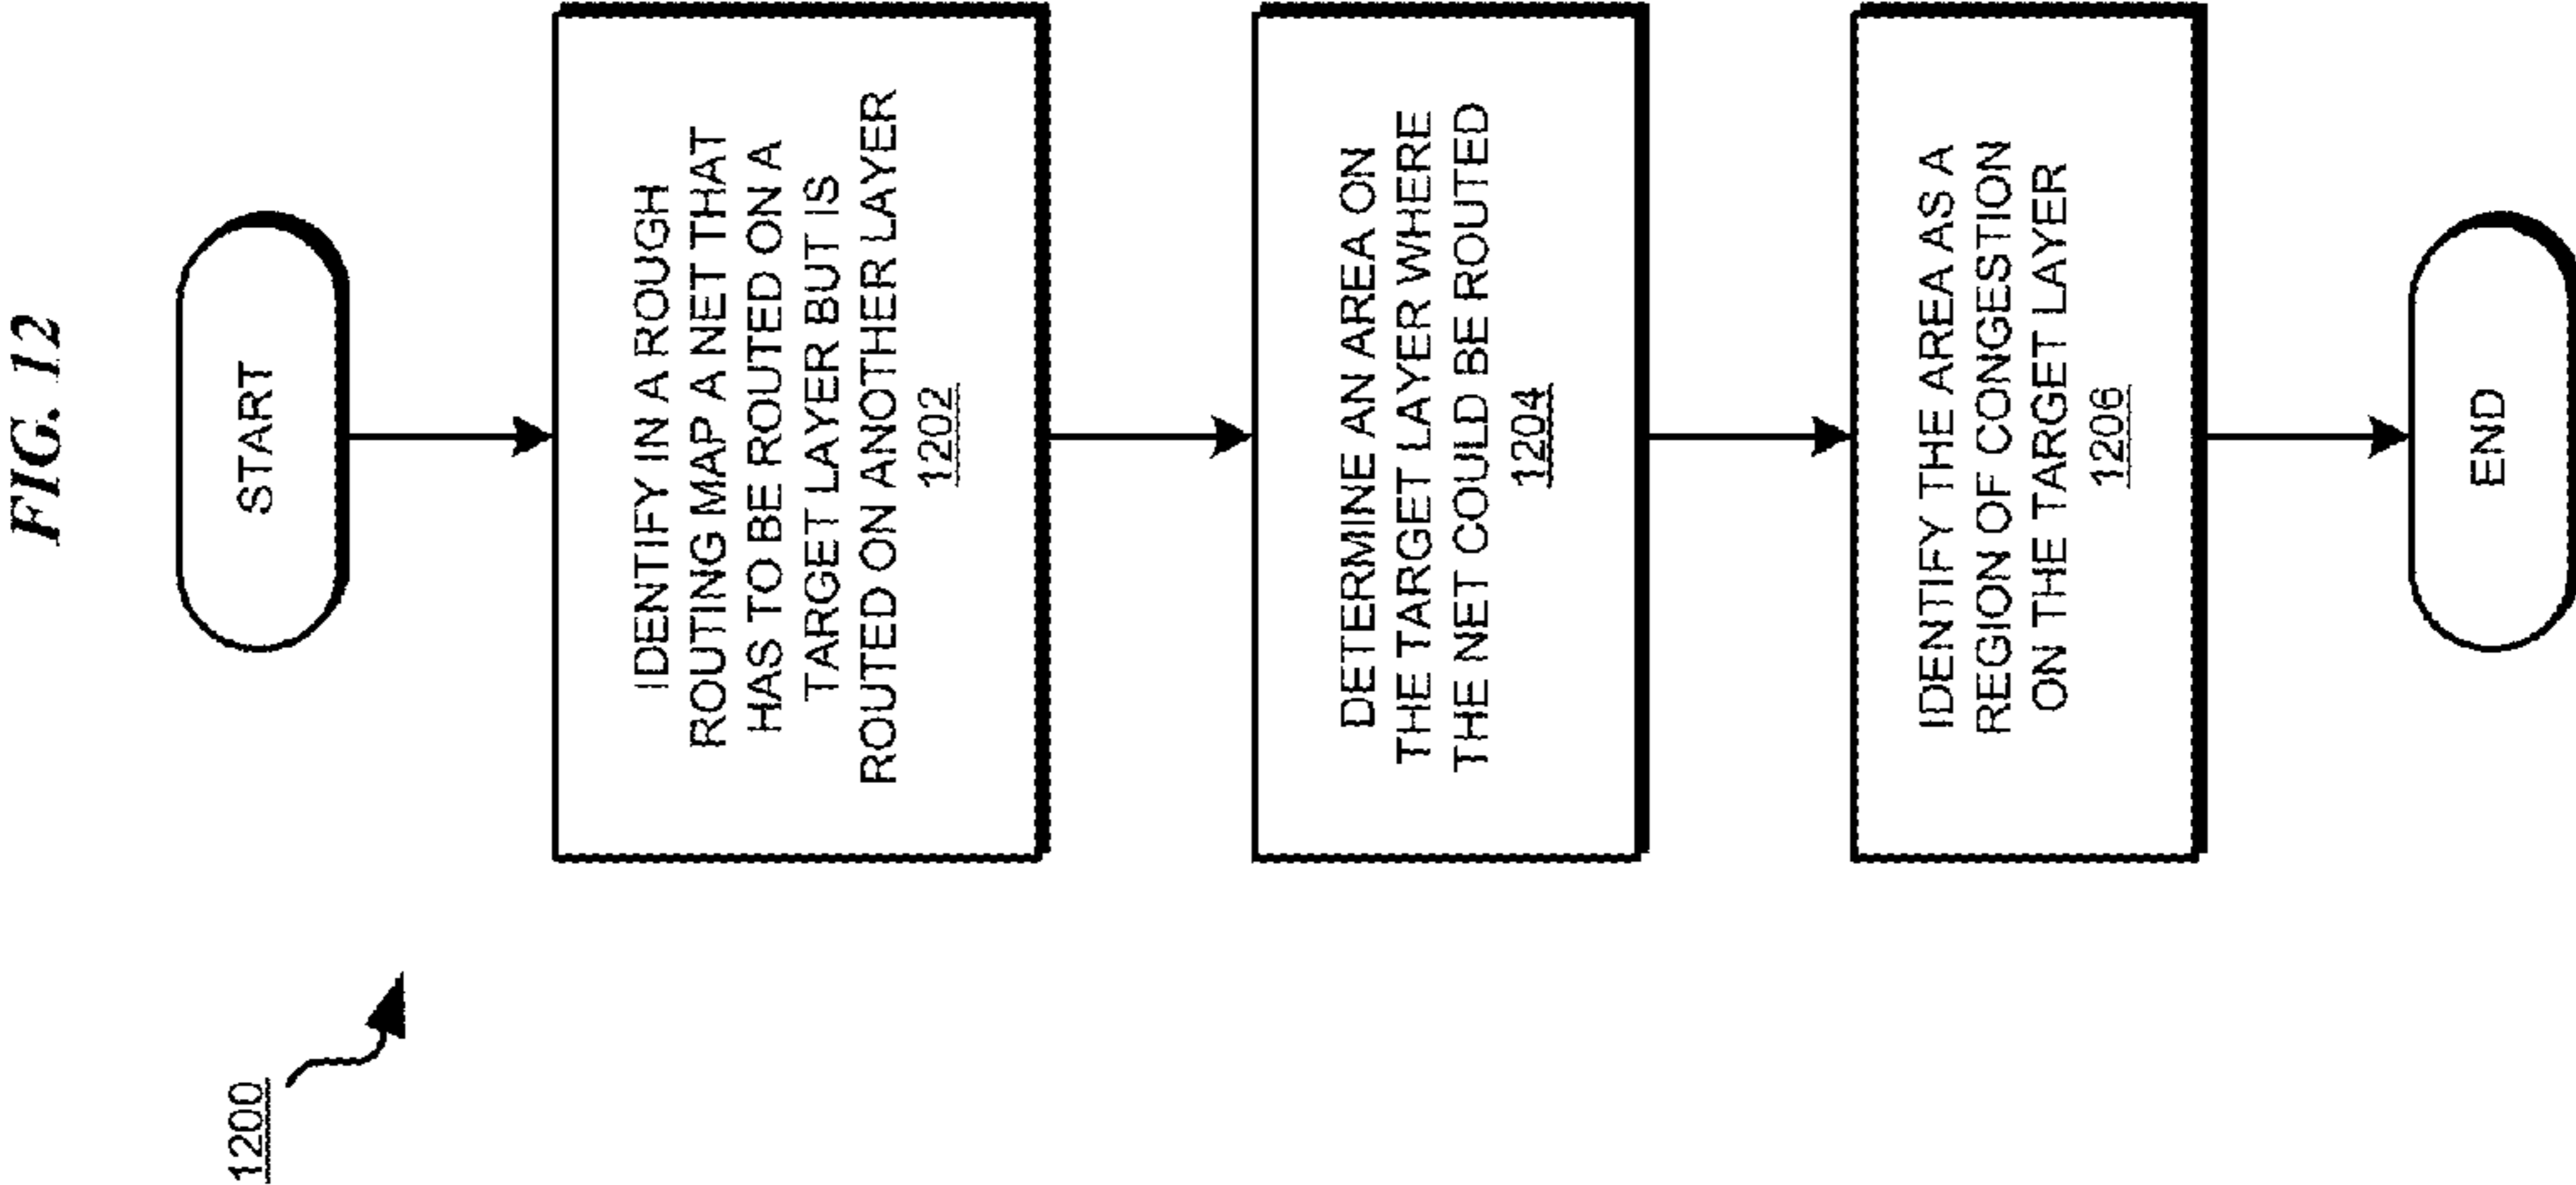 FIG. 12
1200
START
IDENTIFY IN A ROUGH
ROUTING MAP A NET THAT
HAS TO BE ROUTED ON A
TARGET LAYER BUT IS
ROUTED ON ANOTHER LAYER
1202
DETERMINE AN AREA ON
THE TARGET LAYER WHERE
THE NET COULD BE ROUTED
1204
IDENTIFY THE AREA AS A
REGION OF CONGESTION
ON THE TARGET LAYER
1206
END